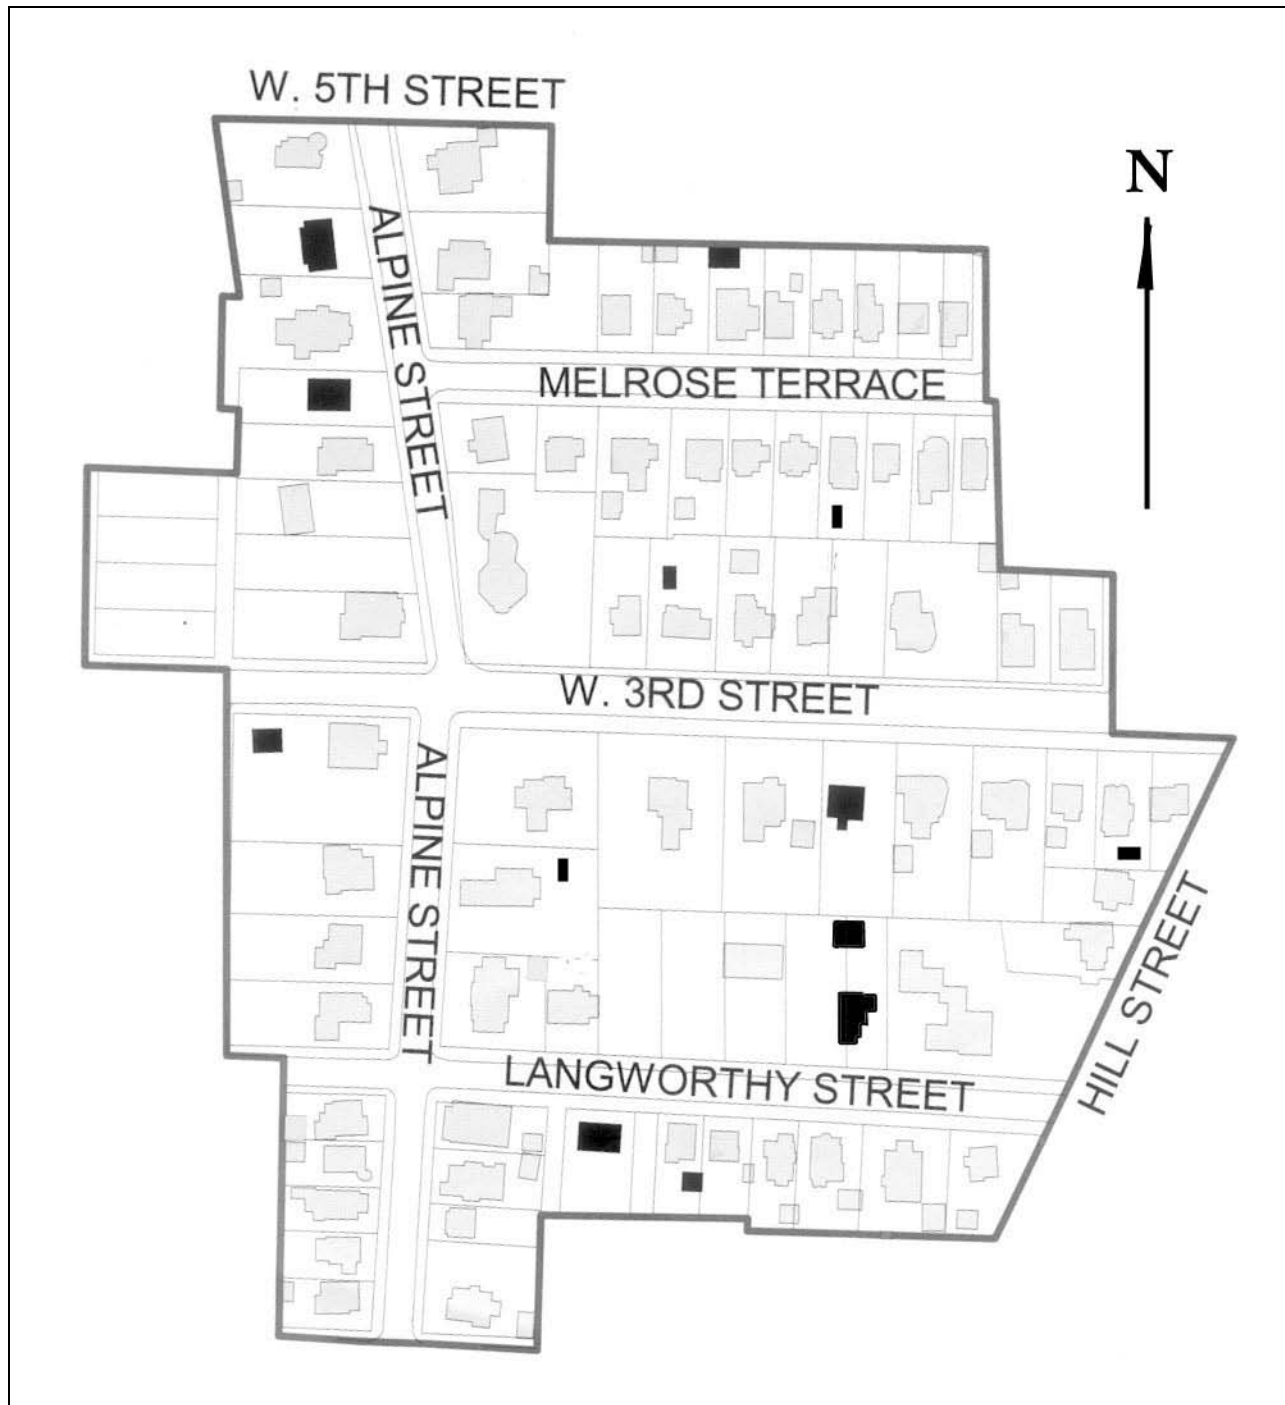 W. 5TH STREET
N
ALPINE STREET
MELROSE TERRACE
W. 3RD STREET
ALPINE STREET
HILL STREET
LANGWORTHY STREET